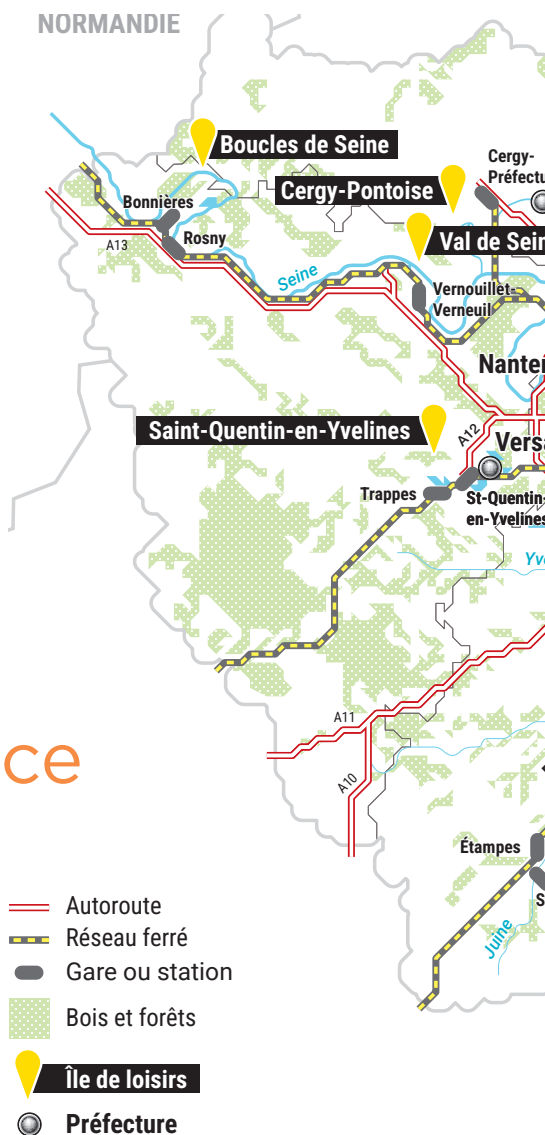 NORMANDIE
Boucles de Seine
Cergy-
Préfectu
Cergy-Pontoise
Bonnières
Rosny
A13
Val de Sein
Seine
Vernouillet-
Verneuil
Nanter
Saint-Quentin-en-Yvelines
A12
Versa
Trappes
St-Quentin-
en-Yvelines
Yve
A11
ce
A10
Étampes
S
Juine
Autoroute
Réseau ferré
Gare ou station
Bois et forêts
Île de loisirs
Préfecture